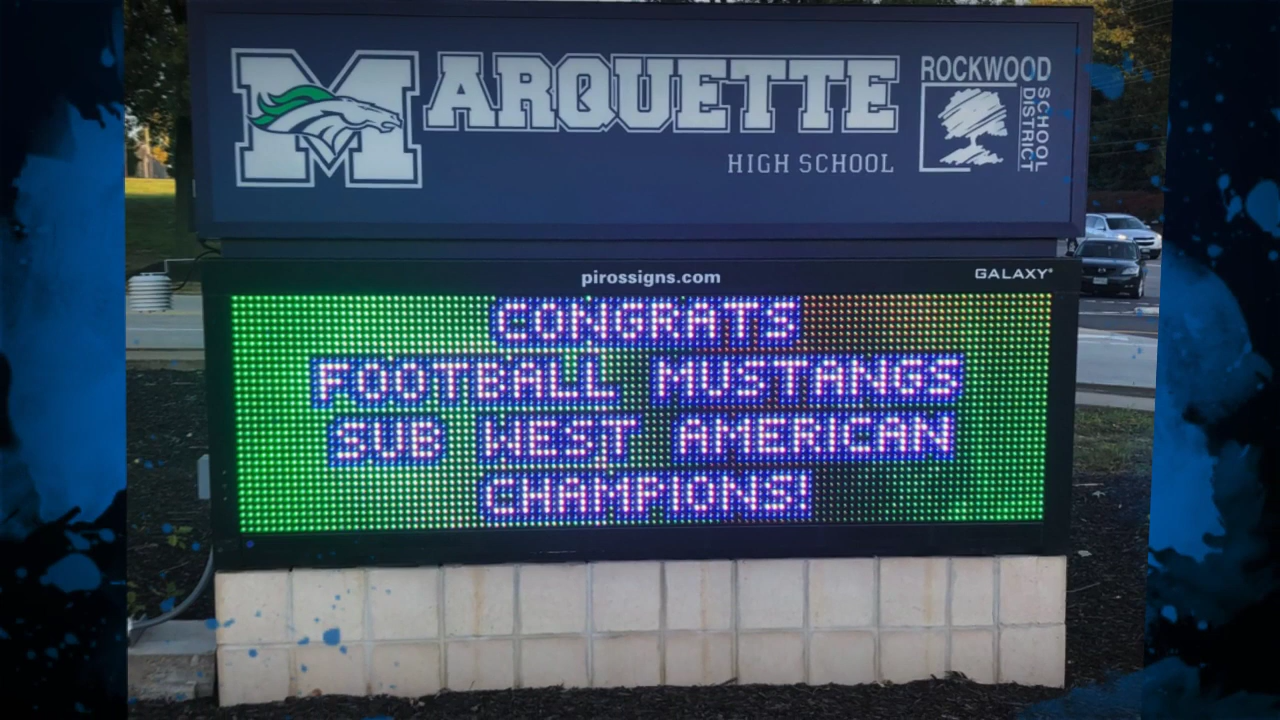 MARQUETTE
HIGH SCHOOL
ROCKWOOD
SCHOOL
DISTRICT
pirossigns.com
GALAXY®
CONGRATS
FOOTBALL MUSTANGS
SUB WEST AMERICAN
CHAMPIONS!